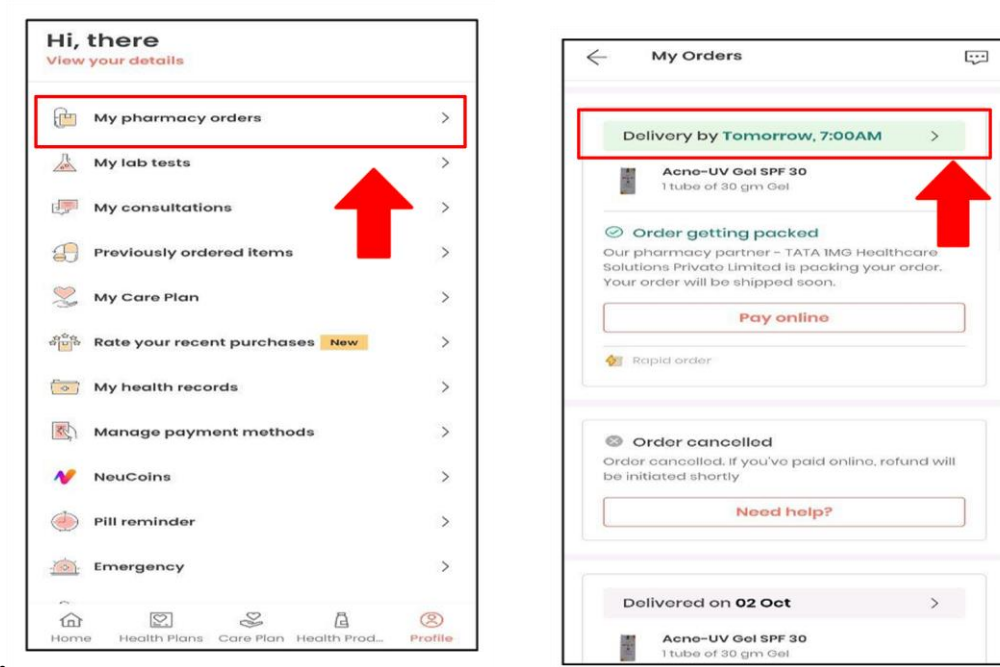 Hi, there
View your details
My pharmacy orders
My lab tests
My consultations
Previously ordered items
My Care Plan
Rate your recent purchases New
My health records
Manage payment methods
NeuCoins
Pill reminder
Emergency
Home Health Plans Care Plan Health Prod... Profile
My Orders
Delivery by Tomorrow, 7:00AM
Acne-UV Gel SPF 30
1 tube of 30 gm Gel
Order getting packed
Our pharmacy partner - TATA 1MG Healthcare
Solutions Private Limited is packing your order.
Your order will be shipped soon.
Pay online
Rapid order
Order cancelled
Order cancelled. If you've paid online, refund will
be initiated shortly
Need help?
Delivered on 02 Oct
Acne-UV Gel SPF 30
1 tube of 30 gm Gel